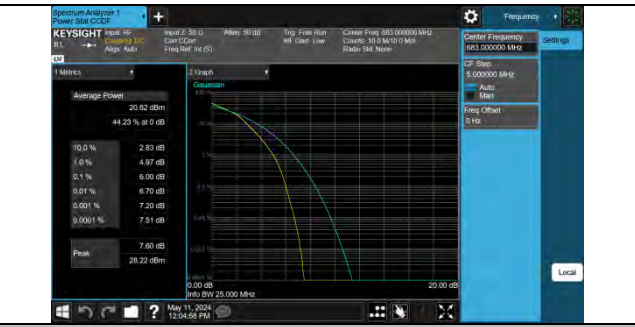 Spectrum Analyzer 1
Power Stat CCDF
+
Frequency
KEYSIGHT Input: RF
RL
Coupling: DC
Align: Auto
Input Z: 50 Ω
Corr CCorr
Freq Ref: Int (S)
Atten: 50 dB
Trig: Free Run
#IF Gain: Low
Center Freq: 683.000000 MHz
Counts: 10.0 M/10.0 Mpt
Radio Std: None
LW
1 Metrics
2 Graph
Gaussian
Average Power
20.62 dBm
44.23 % at 0 dB
10.0 % 2.83 dB
1.0 % 4.97 dB
0.1 % 6.00 dB
0.01 % 6.70 dB
0.001 % 7.20 dB
0.0001 % 7.51 dB
Peak 7.60 dB
28.22 dBm
0.00 dB
20.00 dB
Info BW 25.000 MHz
Center Frequency
683.000000 MHz
Settings
CF Step
5.000000 MHz
Auto
Man
Freq Offset
0 Hz
Local
?
May 11, 2024
12:04:58 PM